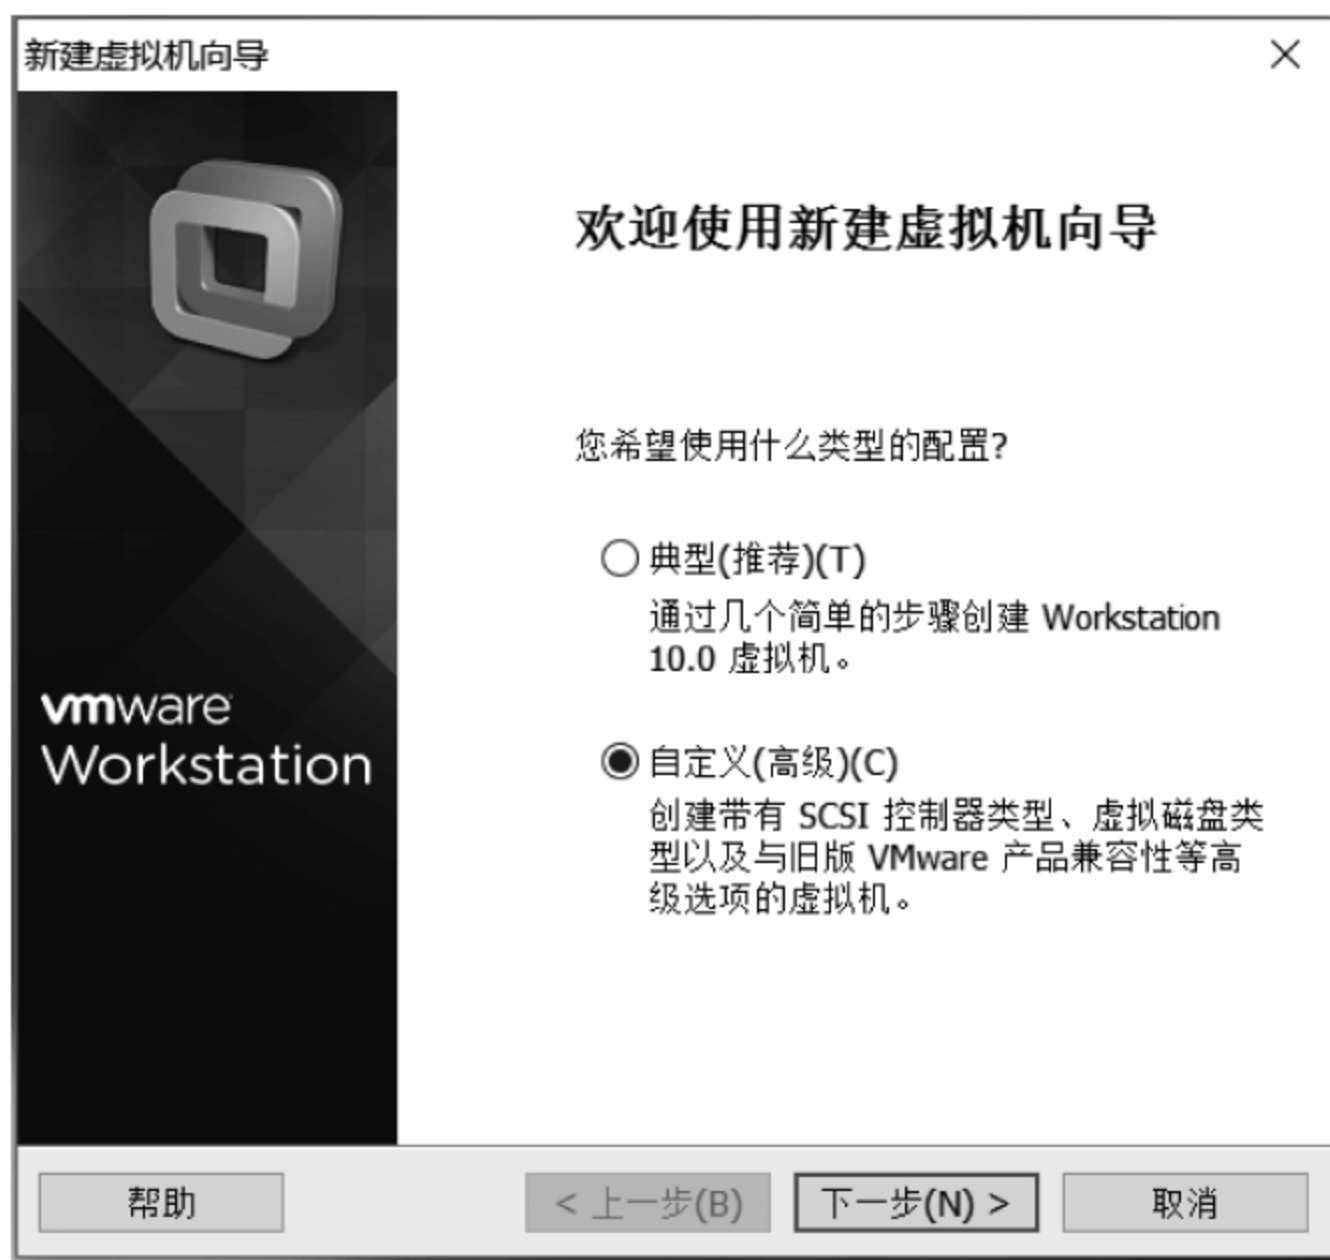 新建虚拟机向导
欢迎使用新建虚拟机向导
您希望使用什么类型的配置?
典型(推荐)(T)
通过几个简单的步骤创建 Workstation
10.0 虚拟机。
自定义(高级)(C)
创建带有 SCSI 控制器类型、虚拟磁盘类
型以及与旧版 VMware 产品兼容性等高
级选项的虚拟机。
vmware
Workstation
帮助
< 上一步(B)
下一步(N) >
取消